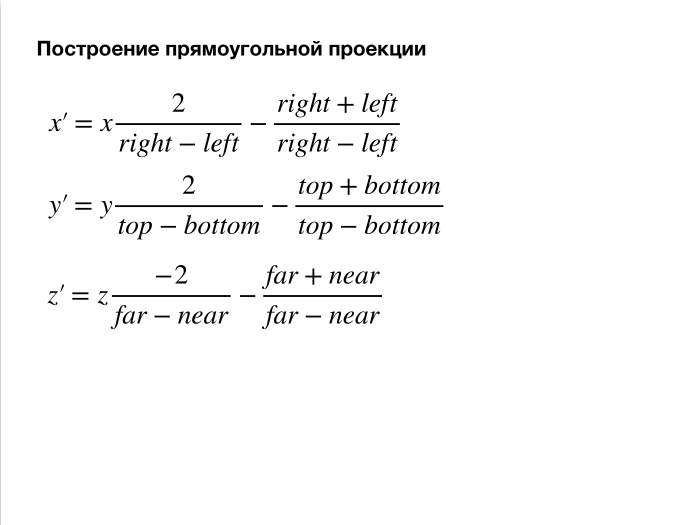 Построение прямоугольной проекции
x′ = x \frac{2}{right − left} − \frac{right + left}{right − left}
y′ = y \frac{2}{top − bottom} − \frac{top + bottom}{top − bottom}
z′ = z \frac{−2}{far − near} − \frac{far + near}{far − near}